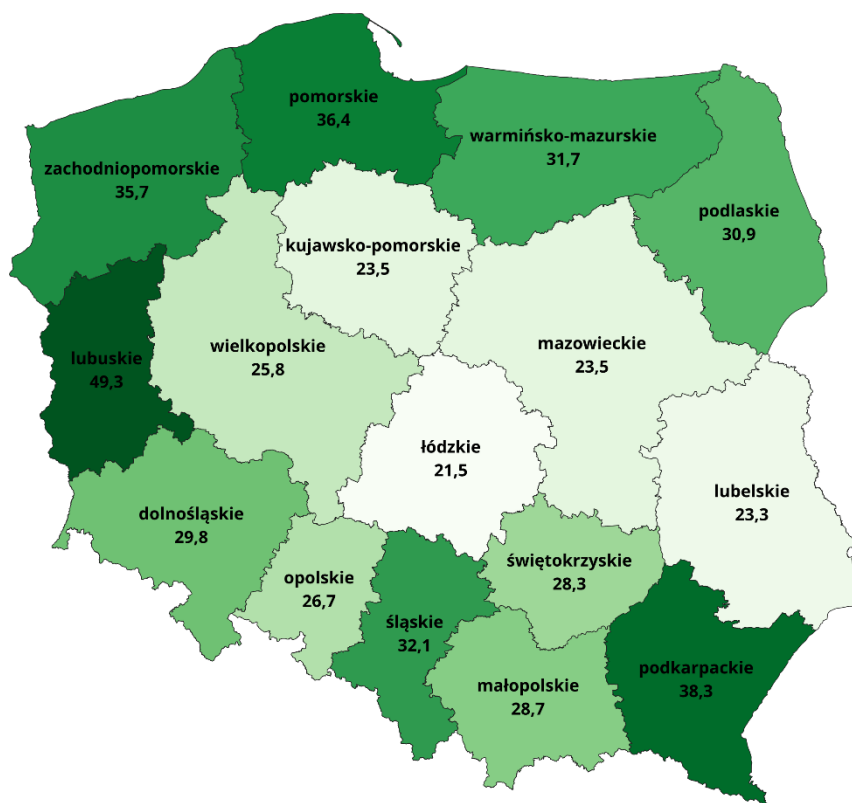 pomorskie
36,4
warmińsko-mazurskie
31,7
zachodniopomorskie
35,7
podlaskie
30,9
kujawsko-pomorskie
23,5
wielkopolskie
25,8
mazowieckie
23,5
lubuskie
49,3
łódzkie
21,5
lubelskie
23,3
dolnośląskie
29,8
opolskie
26,7
świętokrzyskie
28,3
śląskie
32,1
małopolskie
28,7
podkarpackie
38,3